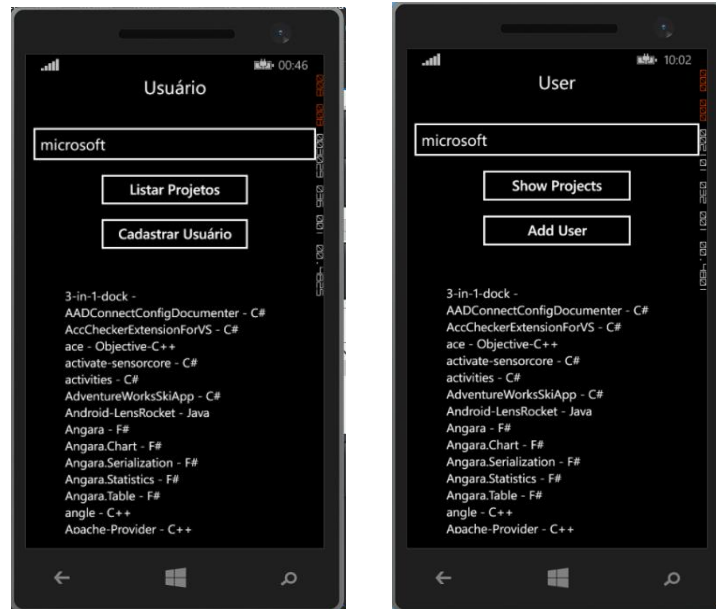 00:46
Usuário
microsoft
Listar Projetos
Cadastrar Usuário
3-in-1-dock -
AADConnectConfigDocumenter - C#
AccCheckerExtensionForVS - C#
ace - Objective-C++
activate-sensorcore - C#
activities - C#
AdventureWorksSkiApp - C#
Android-LensRocket - Java
Angara - F#
Angara.Chart - F#
Angara.Serialization - F#
Angara.Statistics - F#
Angara.Table - F#
angle - C++
Apache-Provider - C++
10:02
User
microsoft
Show Projects
Add User
3-in-1-dock -
AADConnectConfigDocumenter - C#
AccCheckerExtensionForVS - C#
ace - Objective-C++
activate-sensorcore - C#
activities - C#
AdventureWorksSkiApp - C#
Android-LensRocket - Java
Angara - F#
Angara.Chart - F#
Angara.Serialization - F#
Angara.Statistics - F#
Angara.Table - F#
angle - C++
Apache-Provider - C++